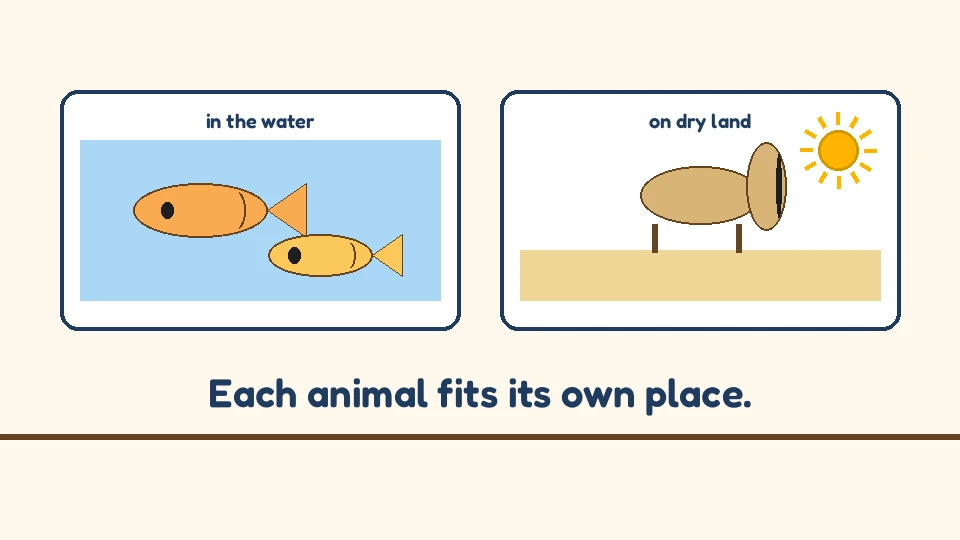 in the water
on dry land
Each animal fits its own place.